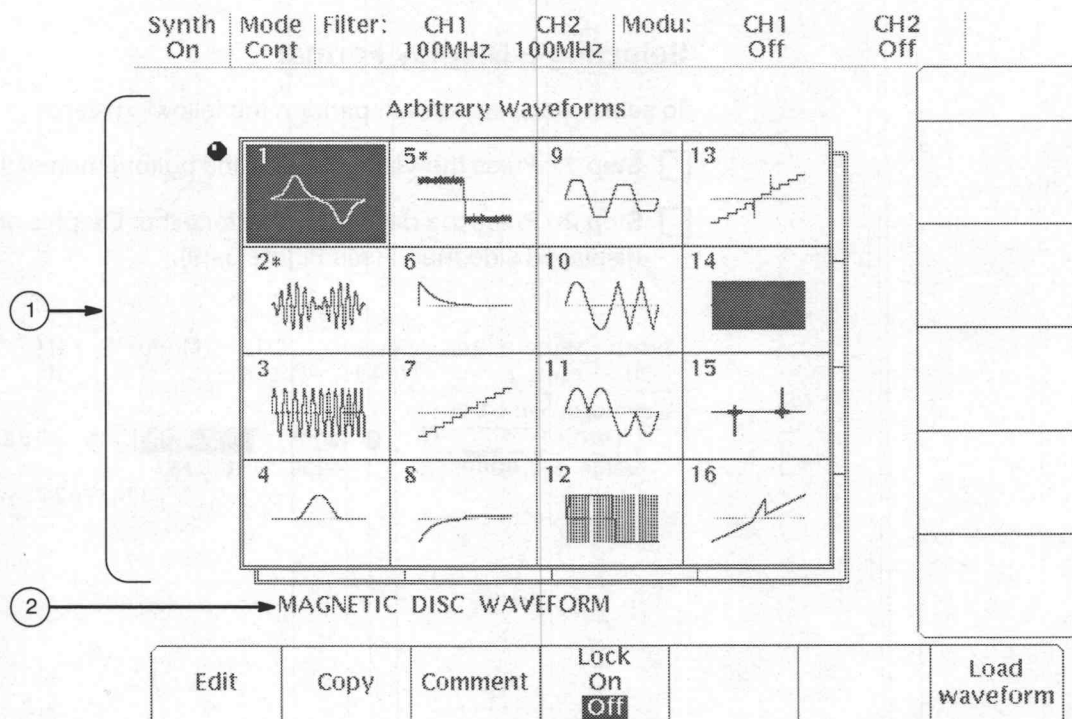 Synth Mode Filter: CH1 CH2 Modu: CH1 CH2
On Cont 100MHz 100MHz Off Off
Arbitrary Waveforms
1 5* 9 13
2* 6 10 14
3 7 11 15
4 8 12 16
1
2
MAGNETIC DISC WAVEFORM
Edit Copy Comment Lock On Off Load waveform